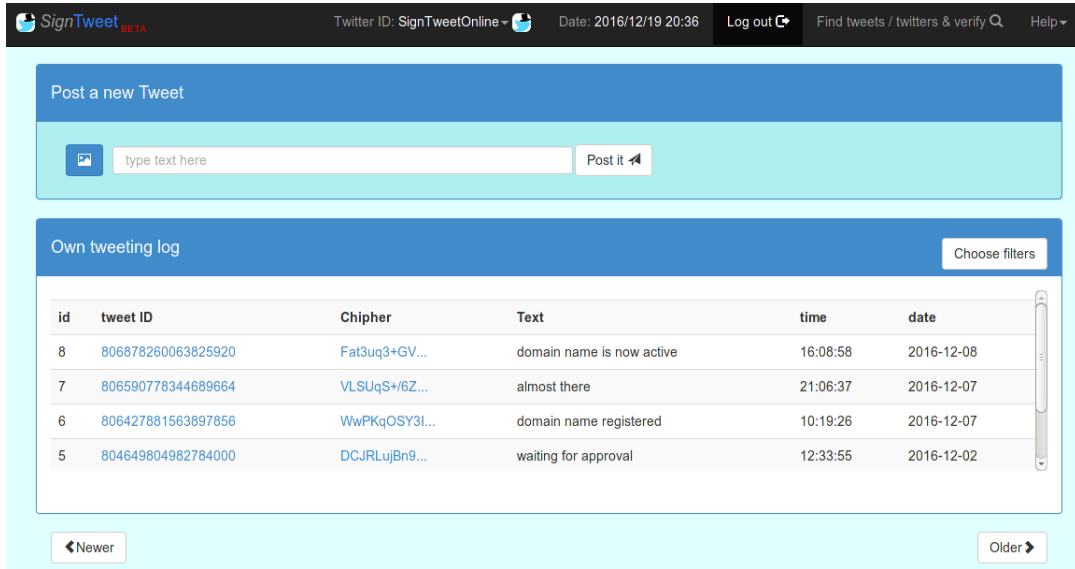 SignTweet BETA Twitter ID: SignTweetOnline Date: 2016/12/19 20:36 Log out Find tweets / twitters & verify Help
Post a new Tweet
type text here Post it
Own tweeting log
Choose filters
id tweet ID Chipher Text time date
8 806878260063825920 Fat3uq3+GV... domain name is now active 16:08:58 2016-12-08
7 806590778344689664 VLSUqS+/6Z... almost there 21:06:37 2016-12-07
6 806427881563897856 WwPKqOSY3I... domain name registered 10:19:26 2016-12-07
5 804649804982784000 DCJRLujBn9... waiting for approval 12:33:55 2016-12-02
Newer Older